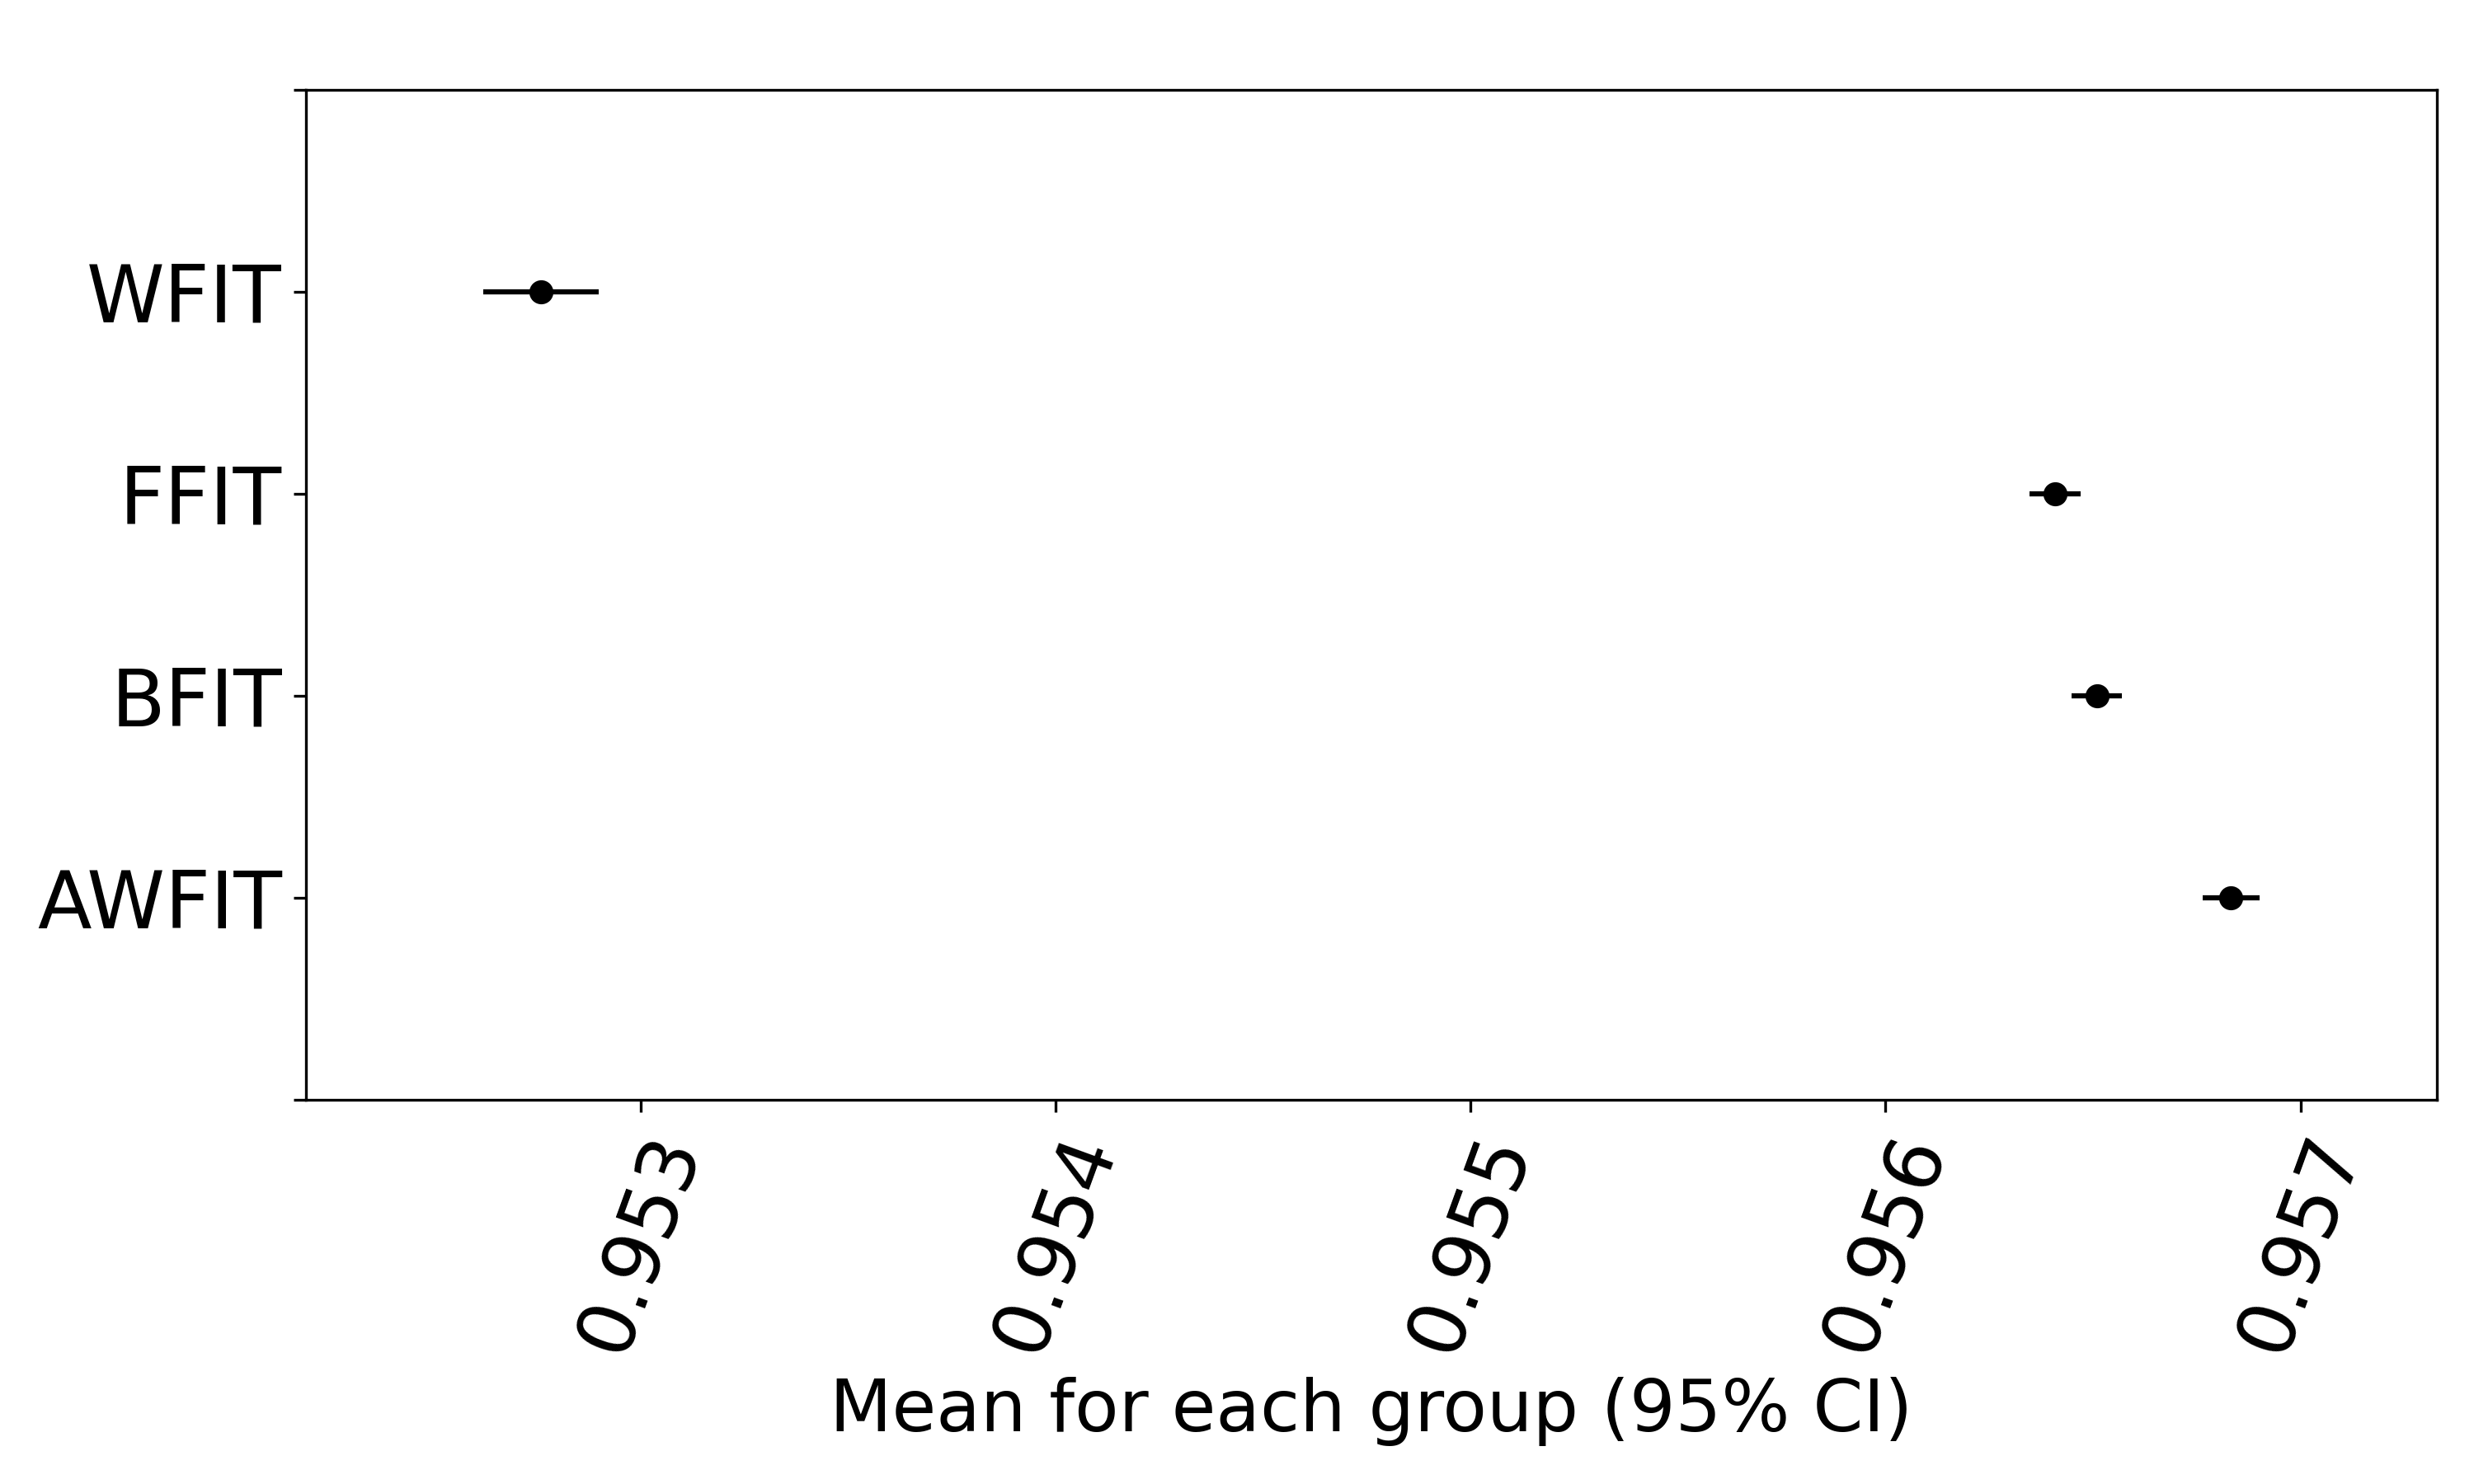 WFIT
FFIT
BFIT
AWFIT
0.953
0.954
0.955
0.956
0.957
Mean for each group (95% CI)